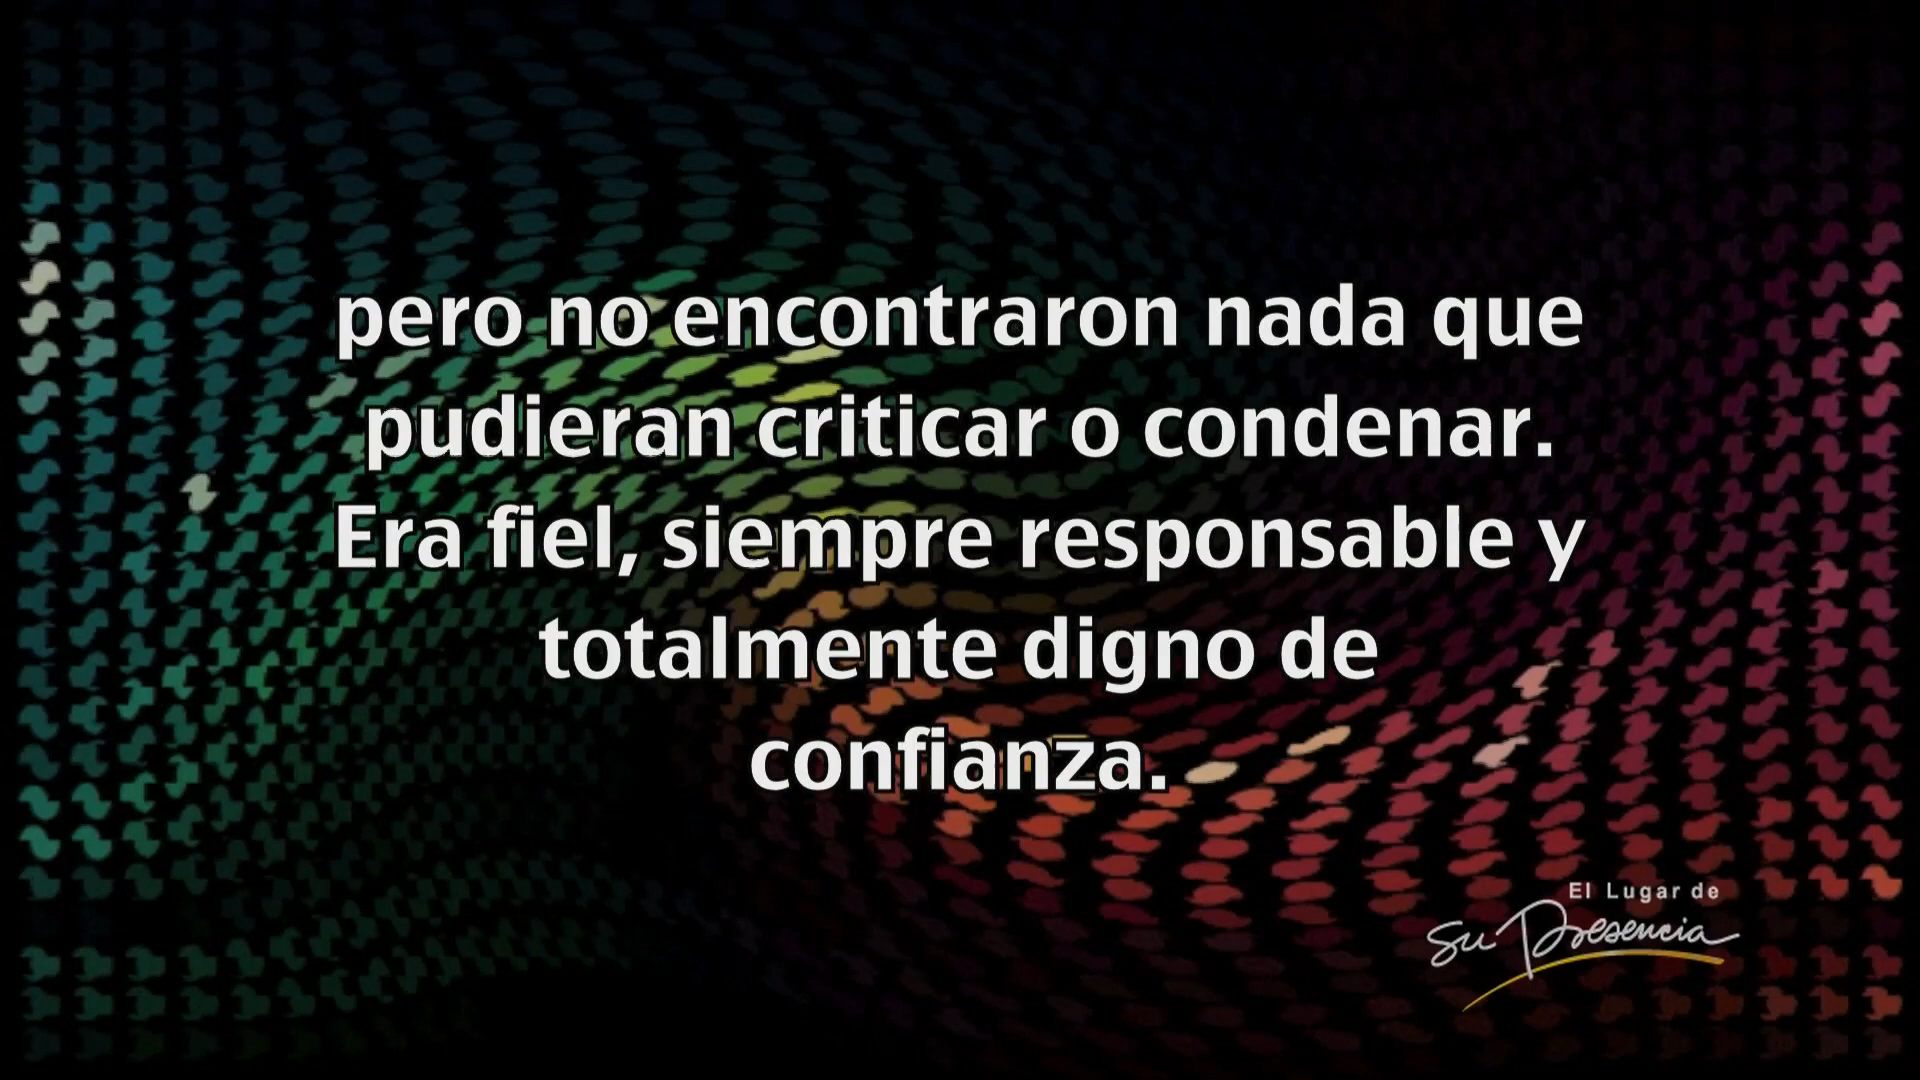 pero no encontraron nada que
pudieran criticar o condenar.
Era fiel, siempre responsable y
totalmente digno de
confianza.
El Lugar de
Su Presencia